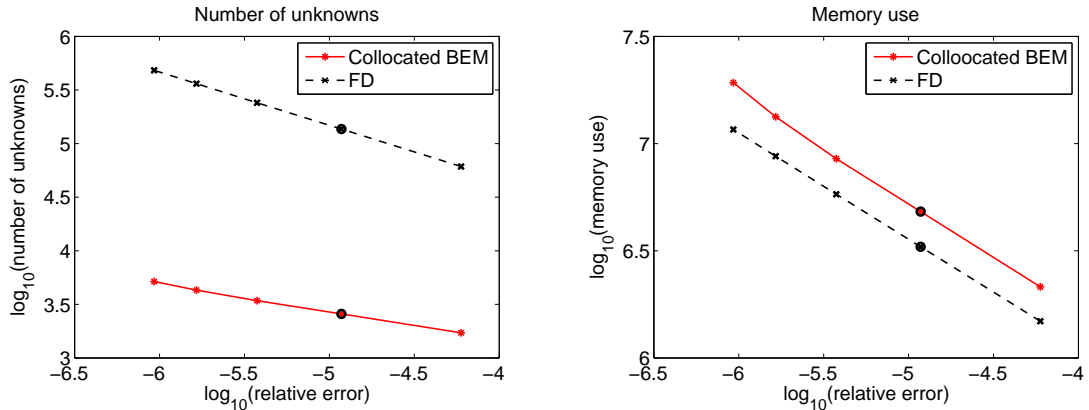 Number of unknowns
6
5.5
5
4.5
4
3.5
3
log10(number of unknowns)
Collocated BEM
FD
−6.5
−6
−5.5
−5
−4.5
−4
log10(relative error)
Memory use
7.5
7
6.5
6
log10(memory use)
Colloocated BEM
FD
−6.5
−6
−5.5
−5
−4.5
−4
log10(relative error)